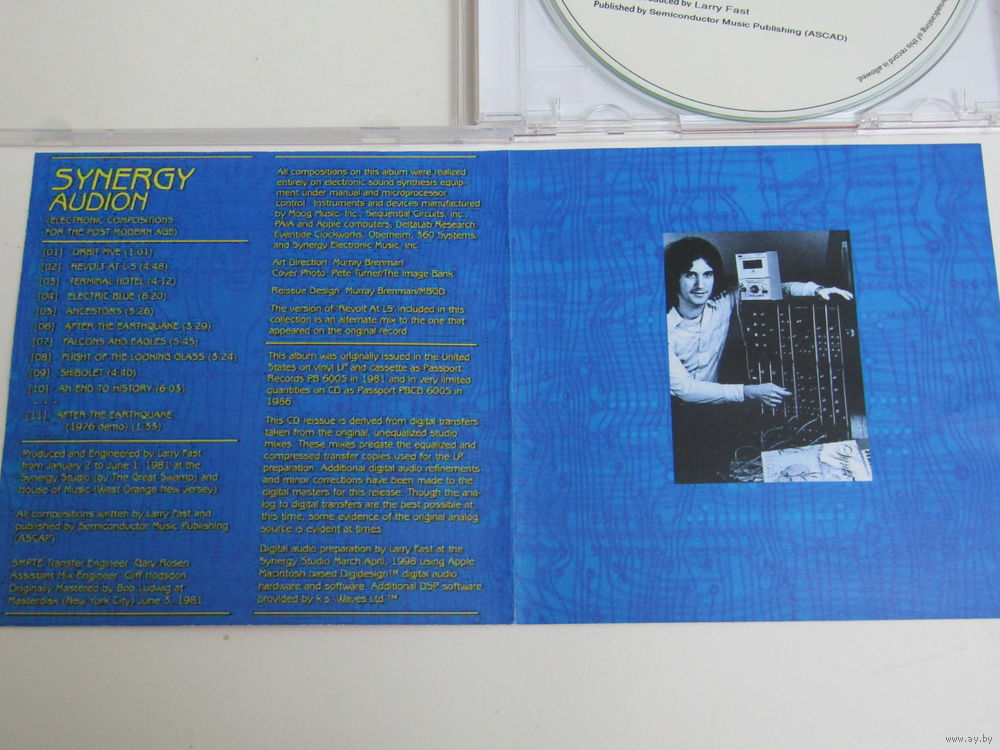 Produced by Larry Fast
Published by Semiconductor Music Publishing (ASCAD)
broadcasting of this record is allowed.
SYNERGY
AUDION
(ELECTRONIC COMPOSITIONS
FOR THE POST MODERN AGE)
[01] ORBIT FIVE (1:01)
[02] REVOLT AT L-5 (4:48)
[03] TERMINAL HOTEL (4:12)
[04] ELECTRIC BLUE (6:20)
[05] ANCESTORS (5:26)
[06] AFTER THE EARTHQUAKE (3:29)
[07] FALCONS AND EAGLES (5:45)
[08] FLIGHT OF THE LOOKING GLASS (3:24)
[09] SHIBOLET (4:40)
[10] AN END TO HISTORY (6:03)
- - - -
[11] AFTER THE EARTHQUAKE
(1976 demo) (1:33)
Produced and Engineered by Larry Fast
from January 2 to June 1, 1981 at the
Synergy Studio (by The Great Swamp) and
House of Music (West Orange New Jersey)
All compositions written by Larry Fast and
published by Semiconductor Music Publishing
(ASCAP)
SMPTE Transfer Engineer Gary Rosen
Assistant Mix Engineer Cliff Hodsdon
Originaly Mastered by Bob Ludwig at
Masterdisk (New York City) June 3, 1981.
All compositions on this album were realized
entirely on electronic sound synthesis equip-
ment under manual and microprocessor
control. Instruments and devices manufactured
by Moog Music, Inc., Sequential Circuits, Inc.,
PAiA and Apple computers, DeltaLab Research,
Eventide Clockworks, Oberheim, 360 Systems,
and Synergy Electronic Music, Inc
Art Direction: Murray Brenman
Cover Photo: Pete Turner/The Image Bank
Reissue Design: Murray Brenman/MBGD
The version of 'Revolt At L5' included in this
collection is an alternate mix to the one that
appeared on the original record
This album was originally issued in the United
States on vinyl LP and cassette as Passport
Records PB 6005 in 1981 and in very limited
quantities on CD as Passport PBCD 6005 in
1986.
This CD reissue is derived from digital transfers
taken from the original, unequalized studio
mixes. These mixes predate the equalized and
compressed transfer copies used for the LP
preparation. Additional digital audio refinements
and minor corrections have been made to the
digital masters for this release. Though the ana-
log to digital transfers are the best possible at
this time, some evidence of the original analog
source is evident at times.
Digital audio preparation by Larry Fast at the
Synergy Studio March-April, 1998 using Apple
Macintosh based Digidesign™ digital audio
hardware and software. Additional DSP software
provided by k.s. Waves Ltd.™
www.ay.by